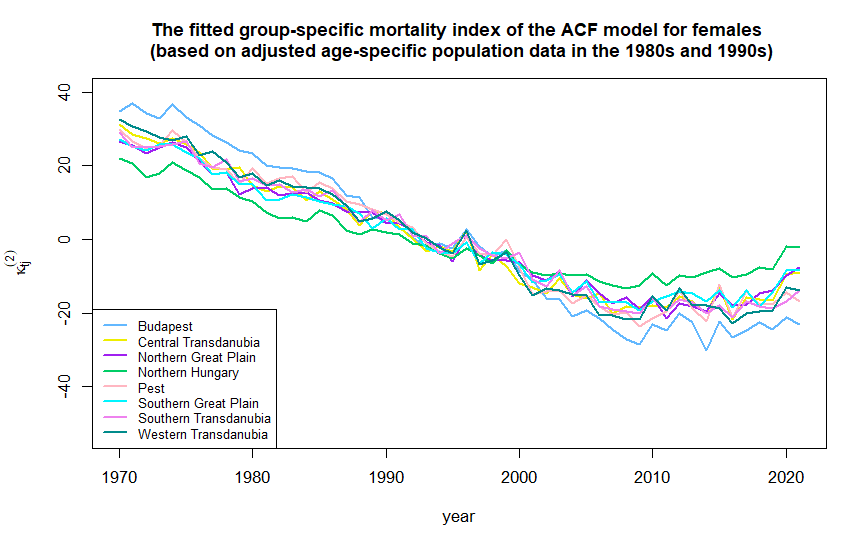 The fitted group-specific mortality index of the ACF model for females
(based on adjusted age-specific population data in the 1980s and 1990s)
40
20
0
-20
-40
κ_tj^(2)
Budapest
Central Transdanubia
Northern Great Plain
Northern Hungary
Pest
Southern Great Plain
Southern Transdanubia
Western Transdanubia
1970
1980
1990
2000
2010
2020
year